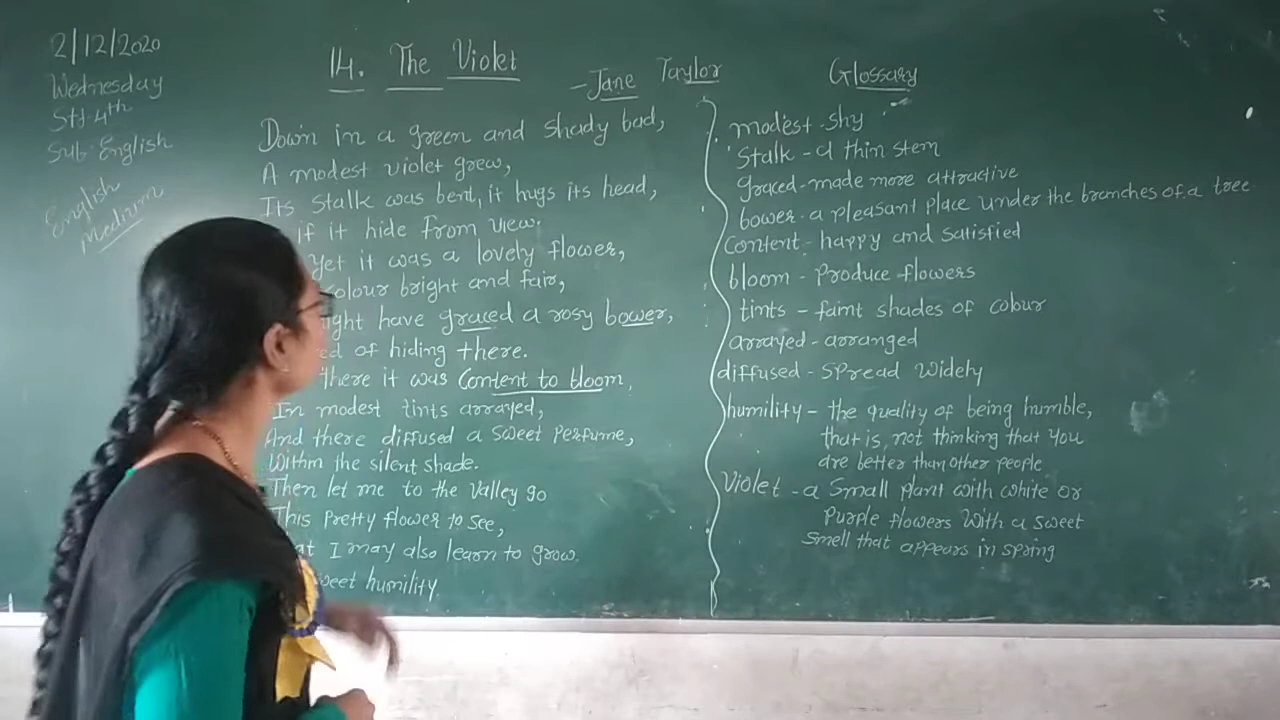 2/12/2020
Wednesday
Std. 4th
Sub: English
English
Medium
14. The Violet
- Jane Taylor
Down in a green and shady bad,
A modest violet grew,
Its stalk was bent, it hugs its head,
if it hide from view.
Yet it was a lovely flower,
colour bright and fair,
ight have graced a rosy bower,
ed of hiding there.
there it was content to bloom,
In modest tints arrayed,
And there diffused a sweet perfume,
Within the silent shade.
Then let me to the valley go
This pretty flower to see,
at I may also learn to grow.
weet humility.
Glossary
modest - shy
Stalk - a thin stem
graced - made more attractive
bower - a pleasant place under the branches of a tree
Content - happy and satisfied
bloom - produce flowers
tints - faint shades of colour
arrayed - arranged
diffused - spread widely
humility - the quality of being humble,
that is, not thinking that you
are better than other people
Violet - a small plant with white or
purple flowers with a sweet
smell that appears in spring